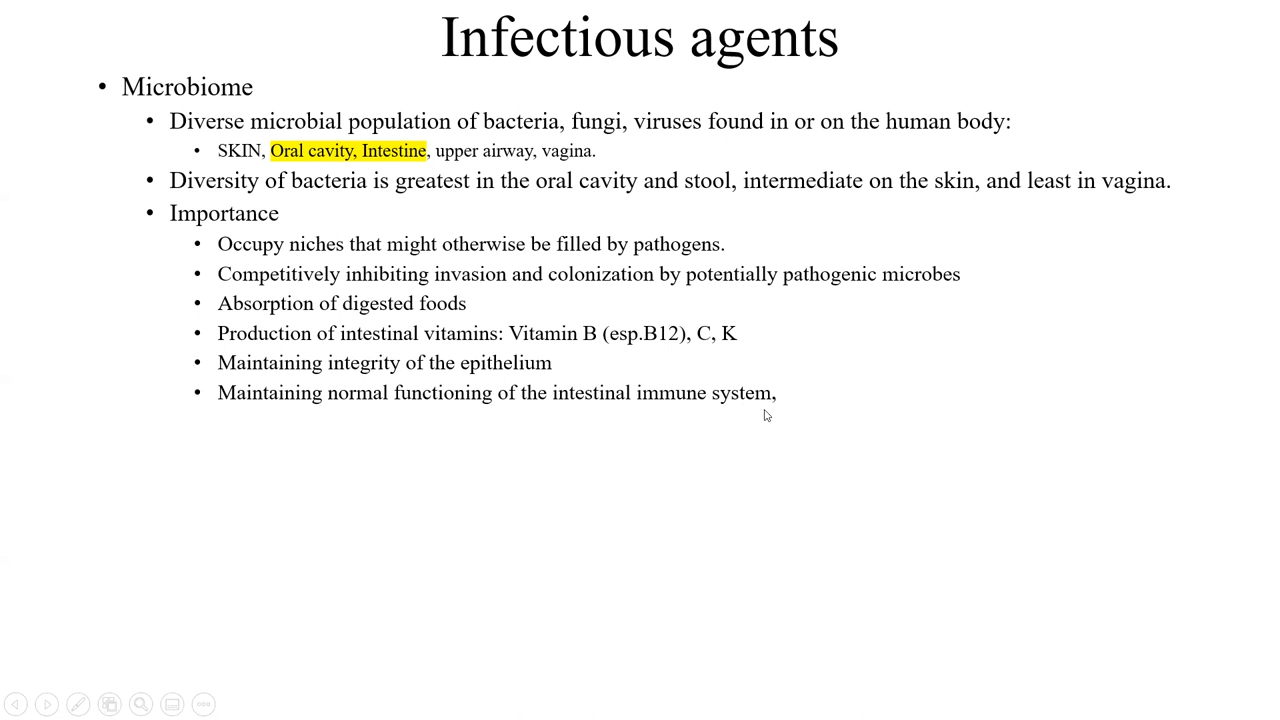 Infectious agents
• Microbiome
• Diverse microbial population of bacteria, fungi, viruses found in or on the human body:
• SKIN, Oral cavity, Intestine, upper airway, vagina.
• Diversity of bacteria is greatest in the oral cavity and stool, intermediate on the skin, and least in vagina.
• Importance
• Occupy niches that might otherwise be filled by pathogens.
• Competitively inhibiting invasion and colonization by potentially pathogenic microbes
• Absorption of digested foods
• Production of intestinal vitamins: Vitamin B (esp.B12), C, K
• Maintaining integrity of the epithelium
• Maintaining normal functioning of the intestinal immune system,